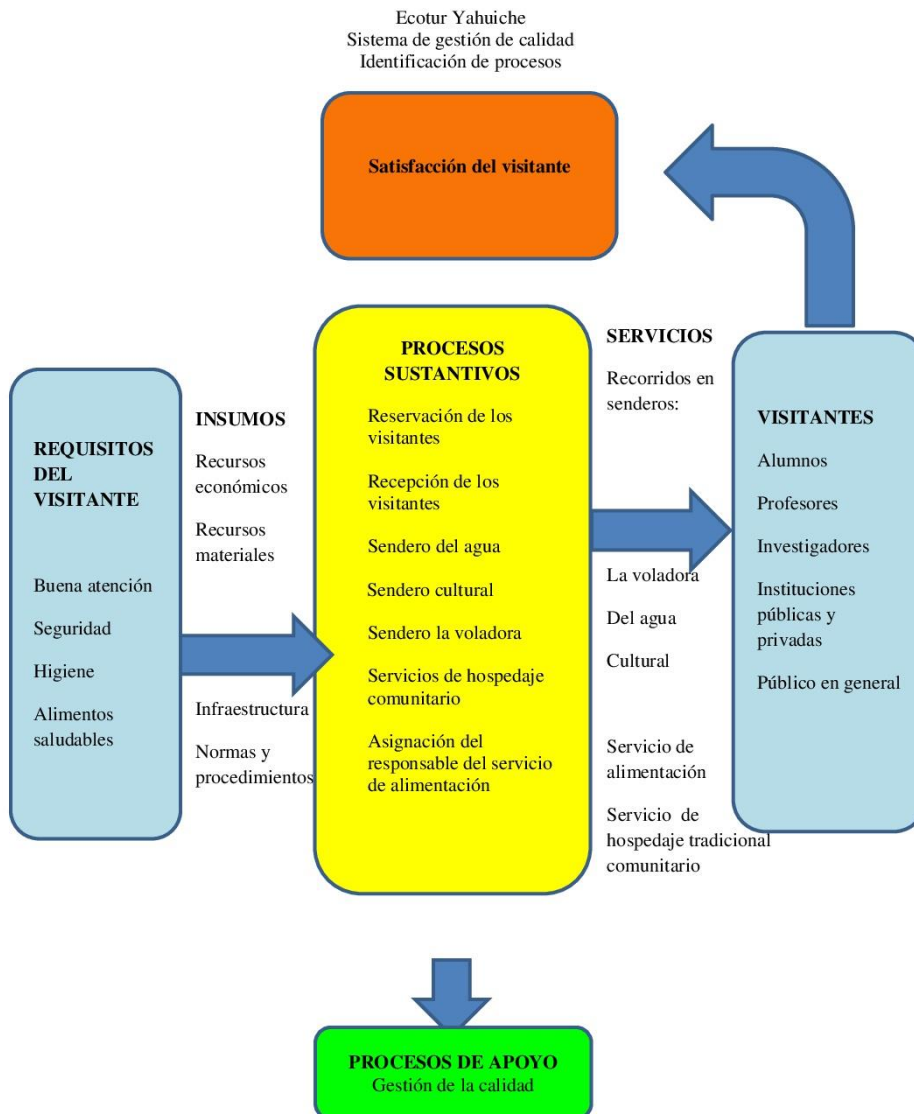 Ecotur Yahuiche
Sistema de gestión de calidad
Identificación de procesos
Satisfacción del visitante
REQUISITOS
DEL
VISITANTE
Buena atención
Seguridad
Higiene
Alimentos
saludables
INSUMOS
Recursos
económicos
Recursos
materiales
Infraestructura
Normas y
procedimientos
PROCESOS
SUSTANTIVOS
Reservación de los
visitantes
Recepción de los
visitantes
Sendero del agua
Sendero cultural
Sendero la voladora
Servicios de hospedaje
comunitario
Asignación del
responsable del servicio
de alimentación
SERVICIOS
Recorridos en
senderos:
La voladora
Del agua
Cultural
Servicio de
alimentación
Servicio de
hospedaje tradicional
comunitario
VISITANTES
Alumnos
Profesores
Investigadores
Instituciones
públicas y
privadas
Público en general
PROCESOS DE APOYO
Gestión de la calidad